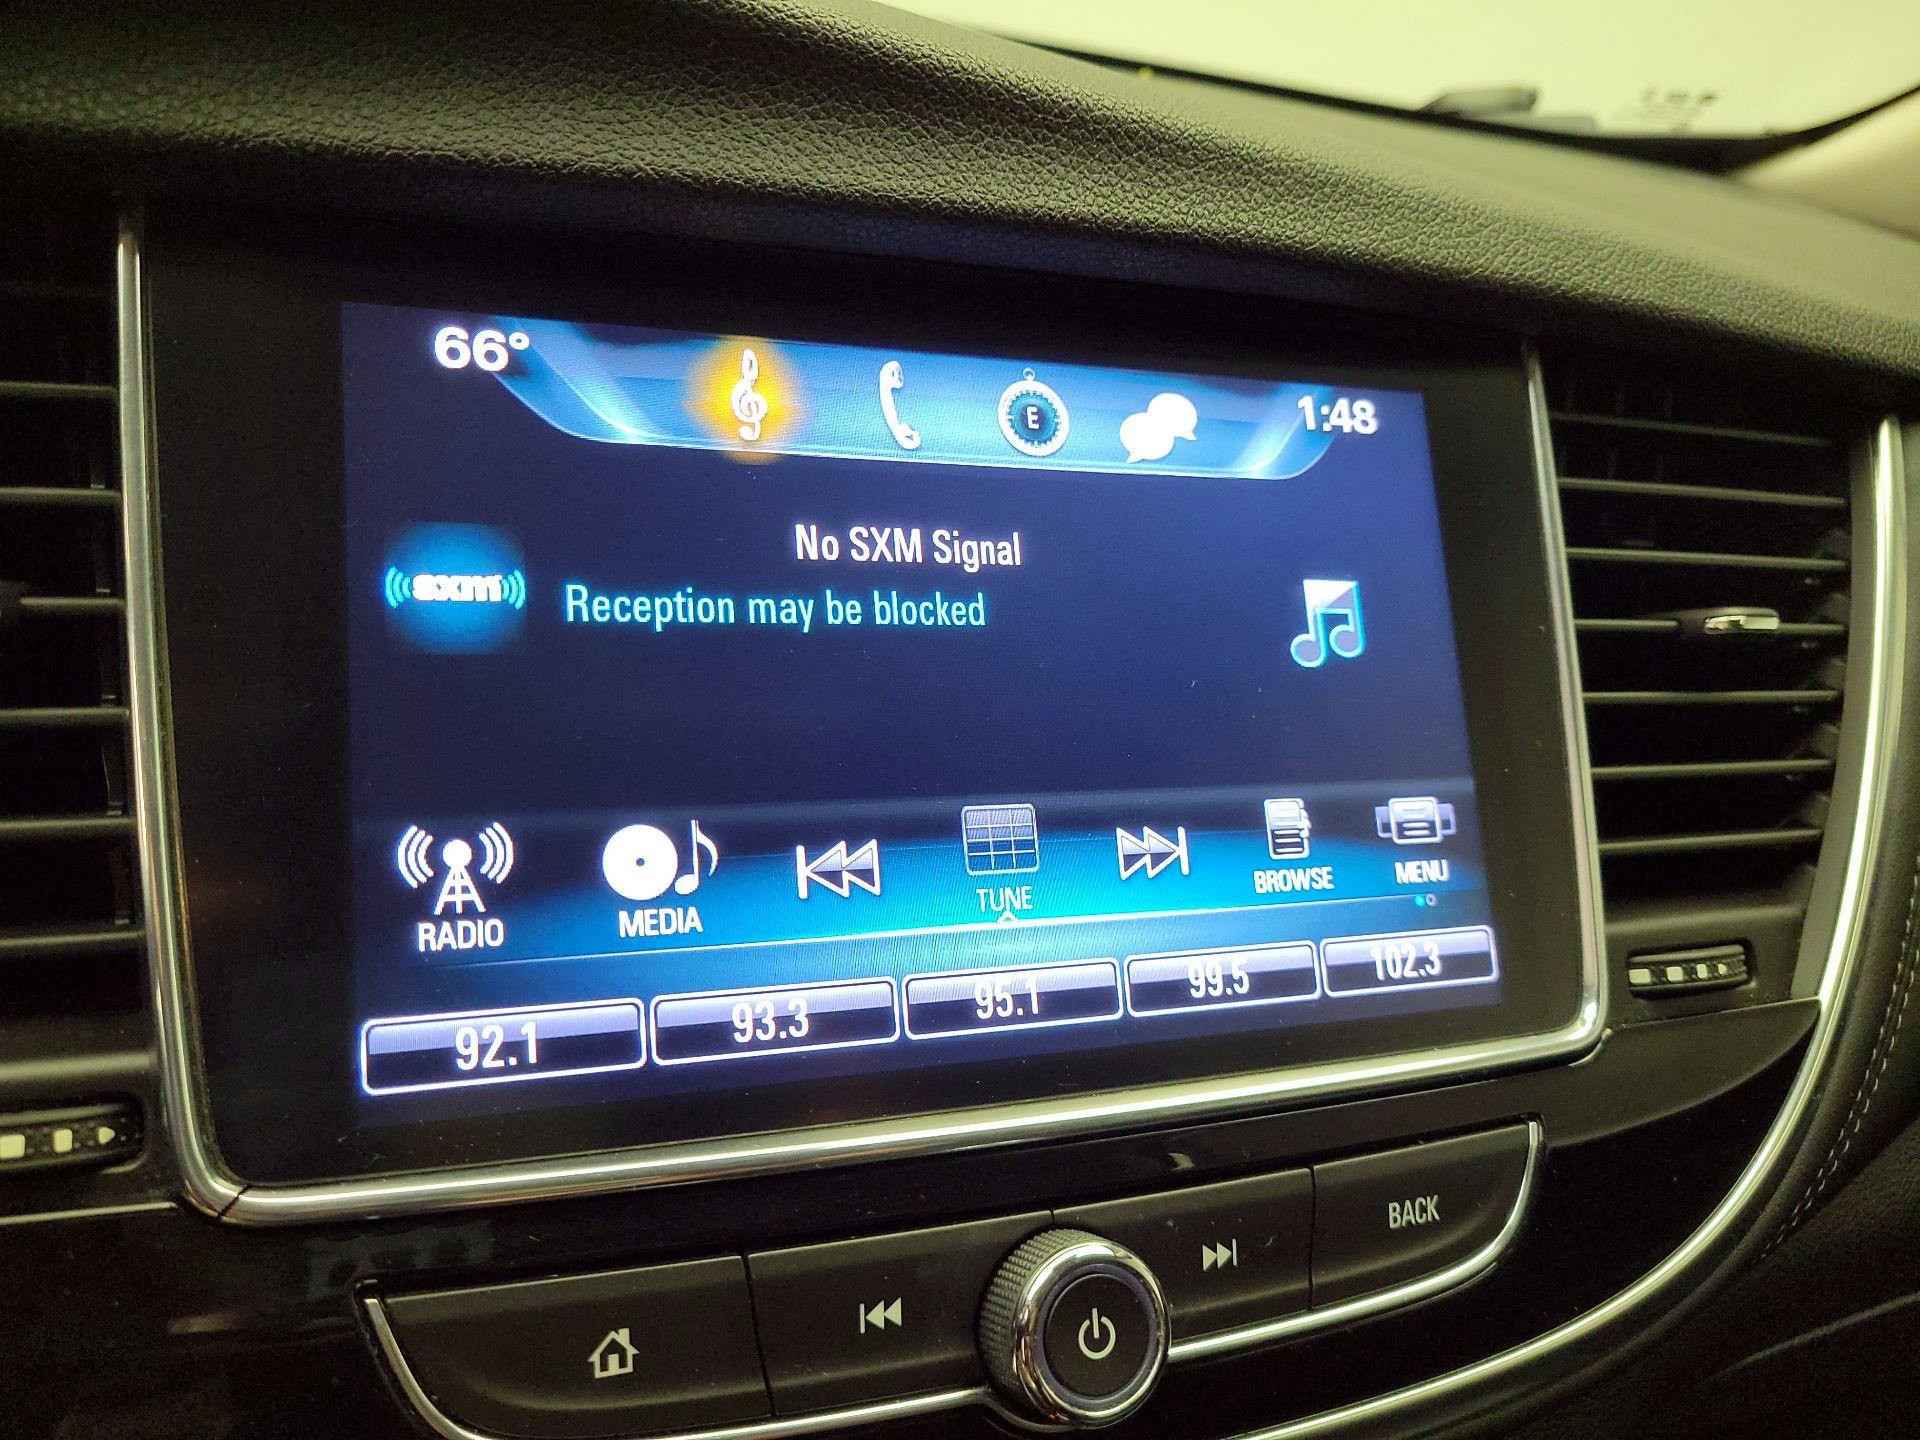 66°
E
1:48
No SXM Signal
sxm
Reception may be blocked
RADIO
MEDIA
TUNE
BROWSE
MENU
92.1
93.3
95.1
99.5
102.3
BACK